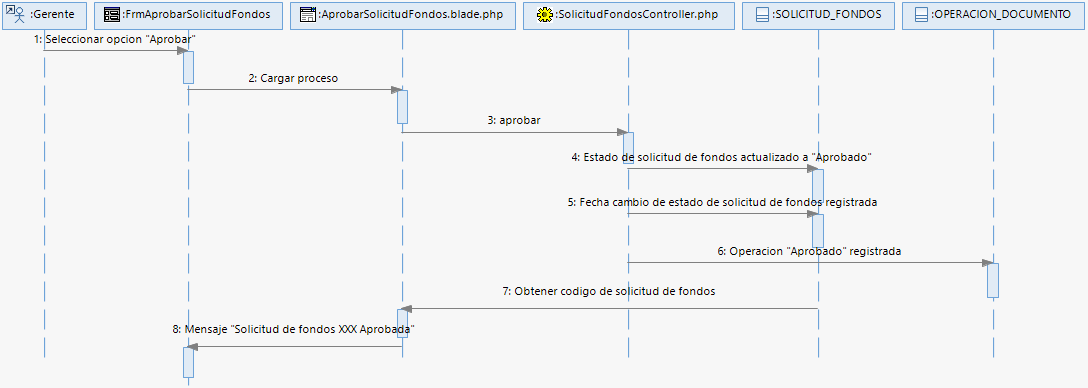 :Gerente
:FrmAprobarSolicitudFondos
:AprobarSolicitudFondos.blade.php
:SolicitudFondosController.php
:SOLICITUD_FONDOS
:OPERACION_DOCUMENTO
1: Seleccionar opcion "Aprobar"
2: Cargar proceso
3: aprobar
4: Estado de solicitud de fondos actualizado a "Aprobado"
5: Fecha cambio de estado de solicitud de fondos registrada
6: Operacion "Aprobado" registrada
7: Obtener codigo de solicitud de fondos
8: Mensaje "Solicitud de fondos XXX Aprobada"